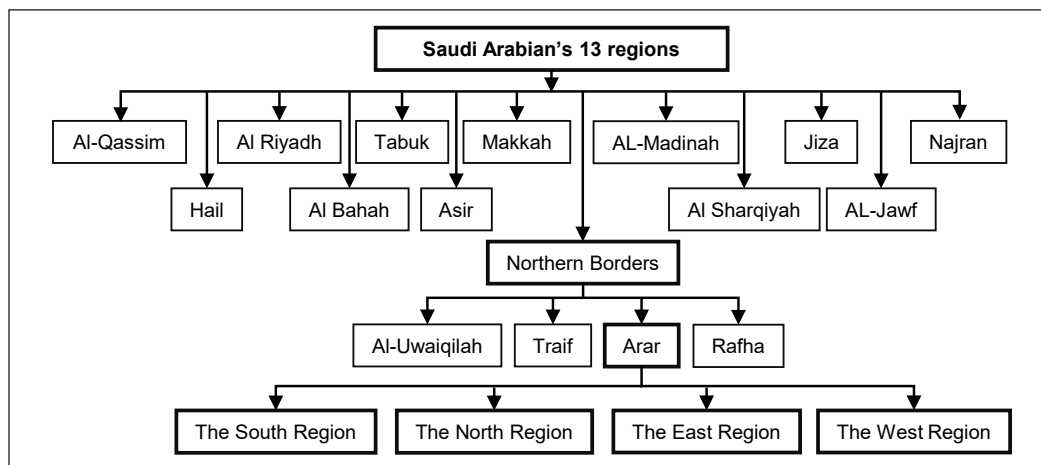 Saudi Arabian's 13 regions
Al-Qassim
Al Riyadh
Tabuk
Makkah
AL-Madinah
Jiza
Najran
Hail
Al Bahah
Asir
Al Sharqiyah
AL-Jawf
Northern Borders
Al-Uwaiqilah
Traif
Arar
Rafha
The South Region
The North Region
The East Region
The West Region